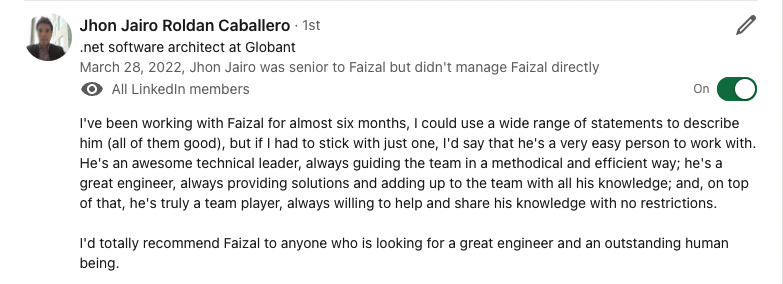 Jhon Jairo Roldan Caballero · 1st
.net software architect at Globant
March 28, 2022, Jhon Jairo was senior to Faizal but didn't manage Faizal directly
All LinkedIn members On
I've been working with Faizal for almost six months, I could use a wide range of statements to describe
him (all of them good), but if I had to stick with just one, I'd say that he's a very easy person to work with.
He's an awesome technical leader, always guiding the team in a methodical and efficient way; he's a
great engineer, always providing solutions and adding up to the team with all his knowledge; and, on top
of that, he's truly a team player, always willing to help and share his knowledge with no restrictions.
I'd totally recommend Faizal to anyone who is looking for a great engineer and an outstanding human
being.